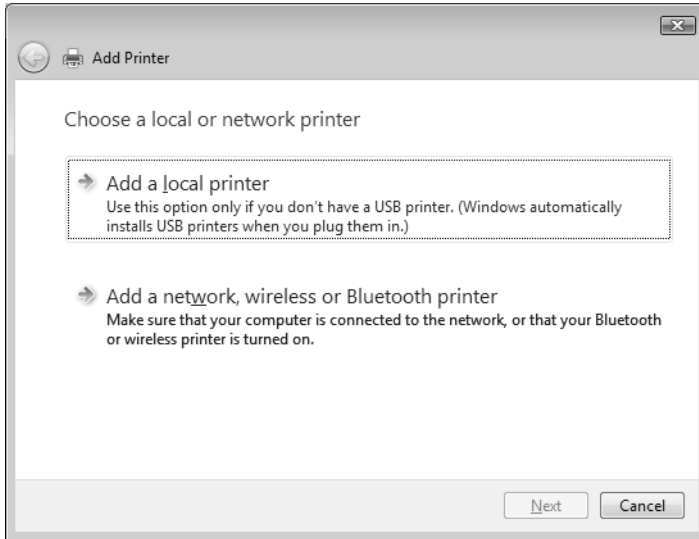 Add Printer
Choose a local or network printer
Add a local printer
Use this option only if you don't have a USB printer. (Windows automatically
installs USB printers when you plug them in.)
Add a network, wireless or Bluetooth printer
Make sure that your computer is connected to the network, or that your Bluetooth
or wireless printer is turned on.
Next Cancel